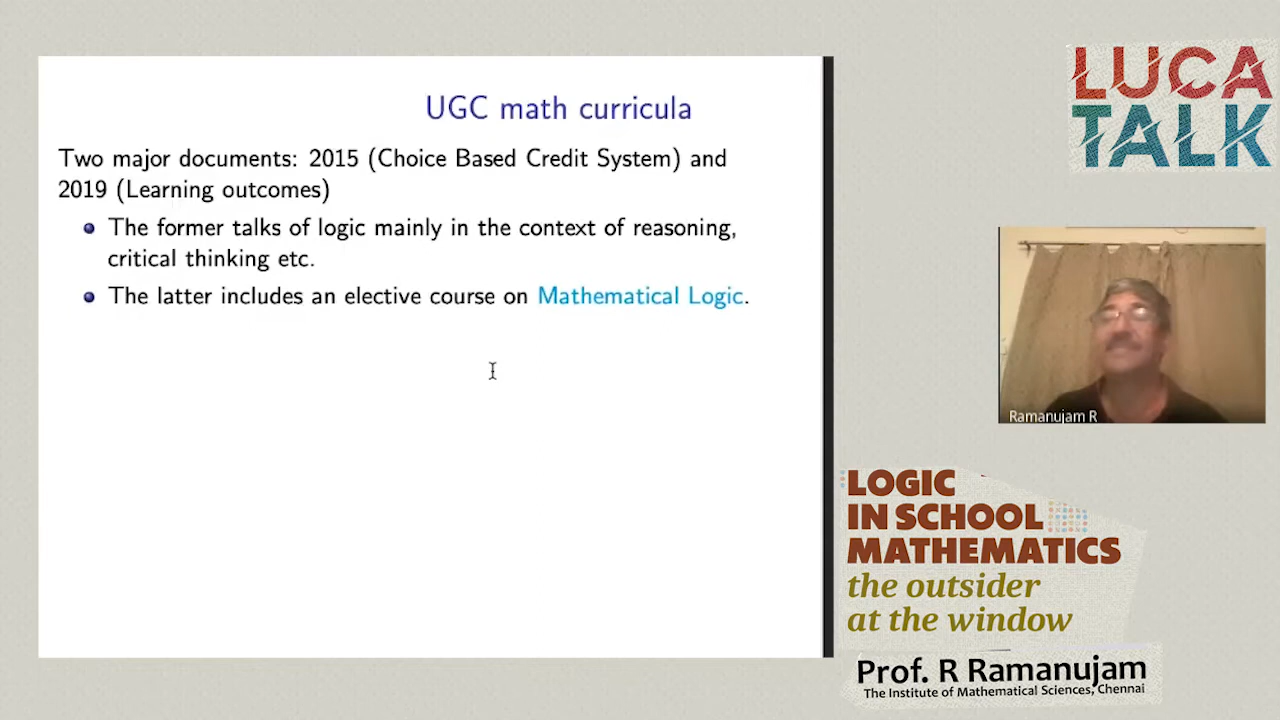 UGC math curricula
Two major documents: 2015 (Choice Based Credit System) and
2019 (Learning outcomes)
The former talks of logic mainly in the context of reasoning,
critical thinking etc.
The latter includes an elective course on Mathematical Logic.
LUCA
TALK
Ramanujam R
LOGIC
IN SCHOOL
MATHEMATICS
the outsider
at the window
Prof. R Ramanujam
The Institute of Mathematical Sciences, Chennai